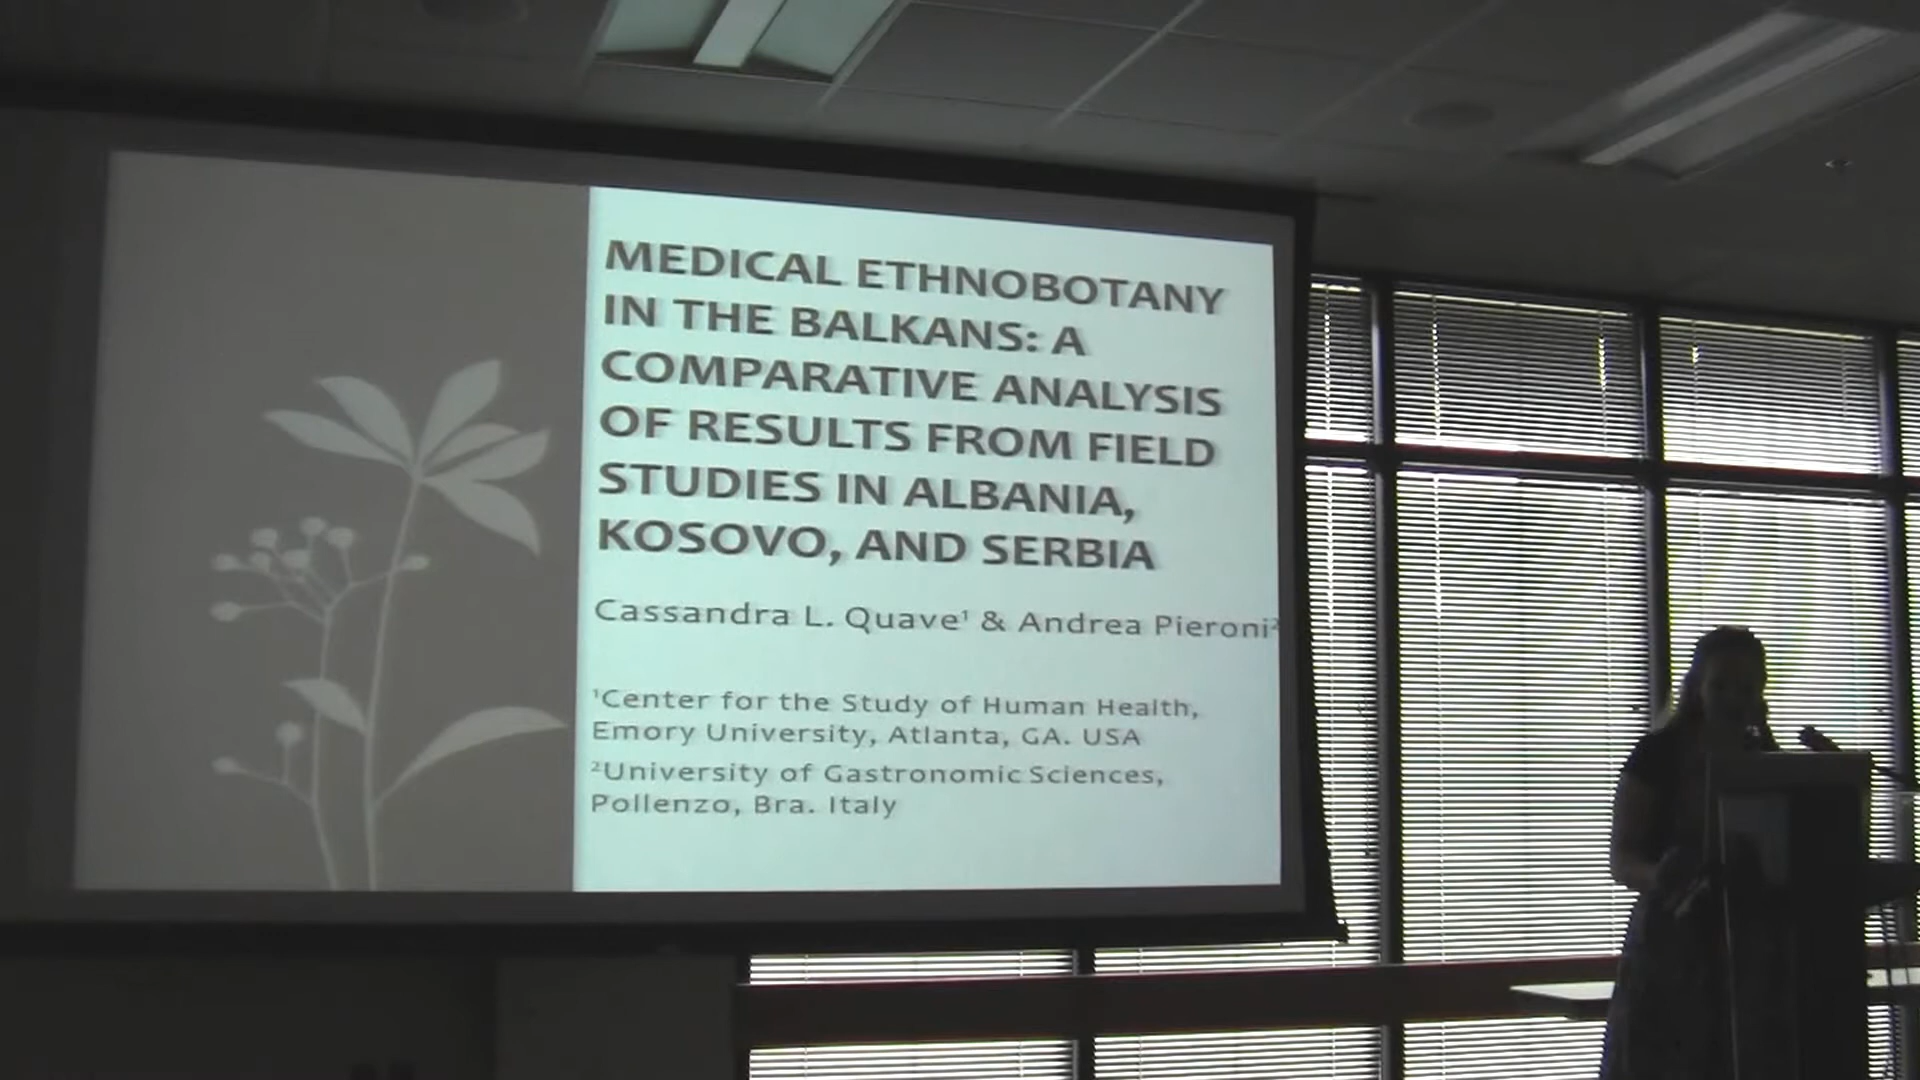 MEDICAL ETHNOBOTANY
IN THE BALKANS: A
COMPARATIVE ANALYSIS
OF RESULTS FROM FIELD
STUDIES IN ALBANIA,
KOSOVO, AND SERBIA
Cassandra L. Quave¹ & Andrea Pieroni²
¹Center for the Study of Human Health,
Emory University, Atlanta, GA. USA
²University of Gastronomic Sciences,
Pollenzo, Bra. Italy